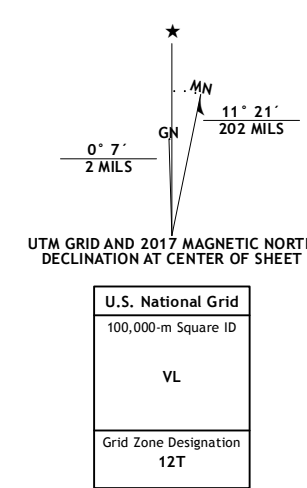 ★
MN
GN
11° 21´
202 MILS
0° 7´
2 MILS
UTM GRID AND 2017 MAGNETIC NORTH
DECLINATION AT CENTER OF SHEET
U.S. National Grid
100,000-m Square ID
VL
Grid Zone Designation
12T